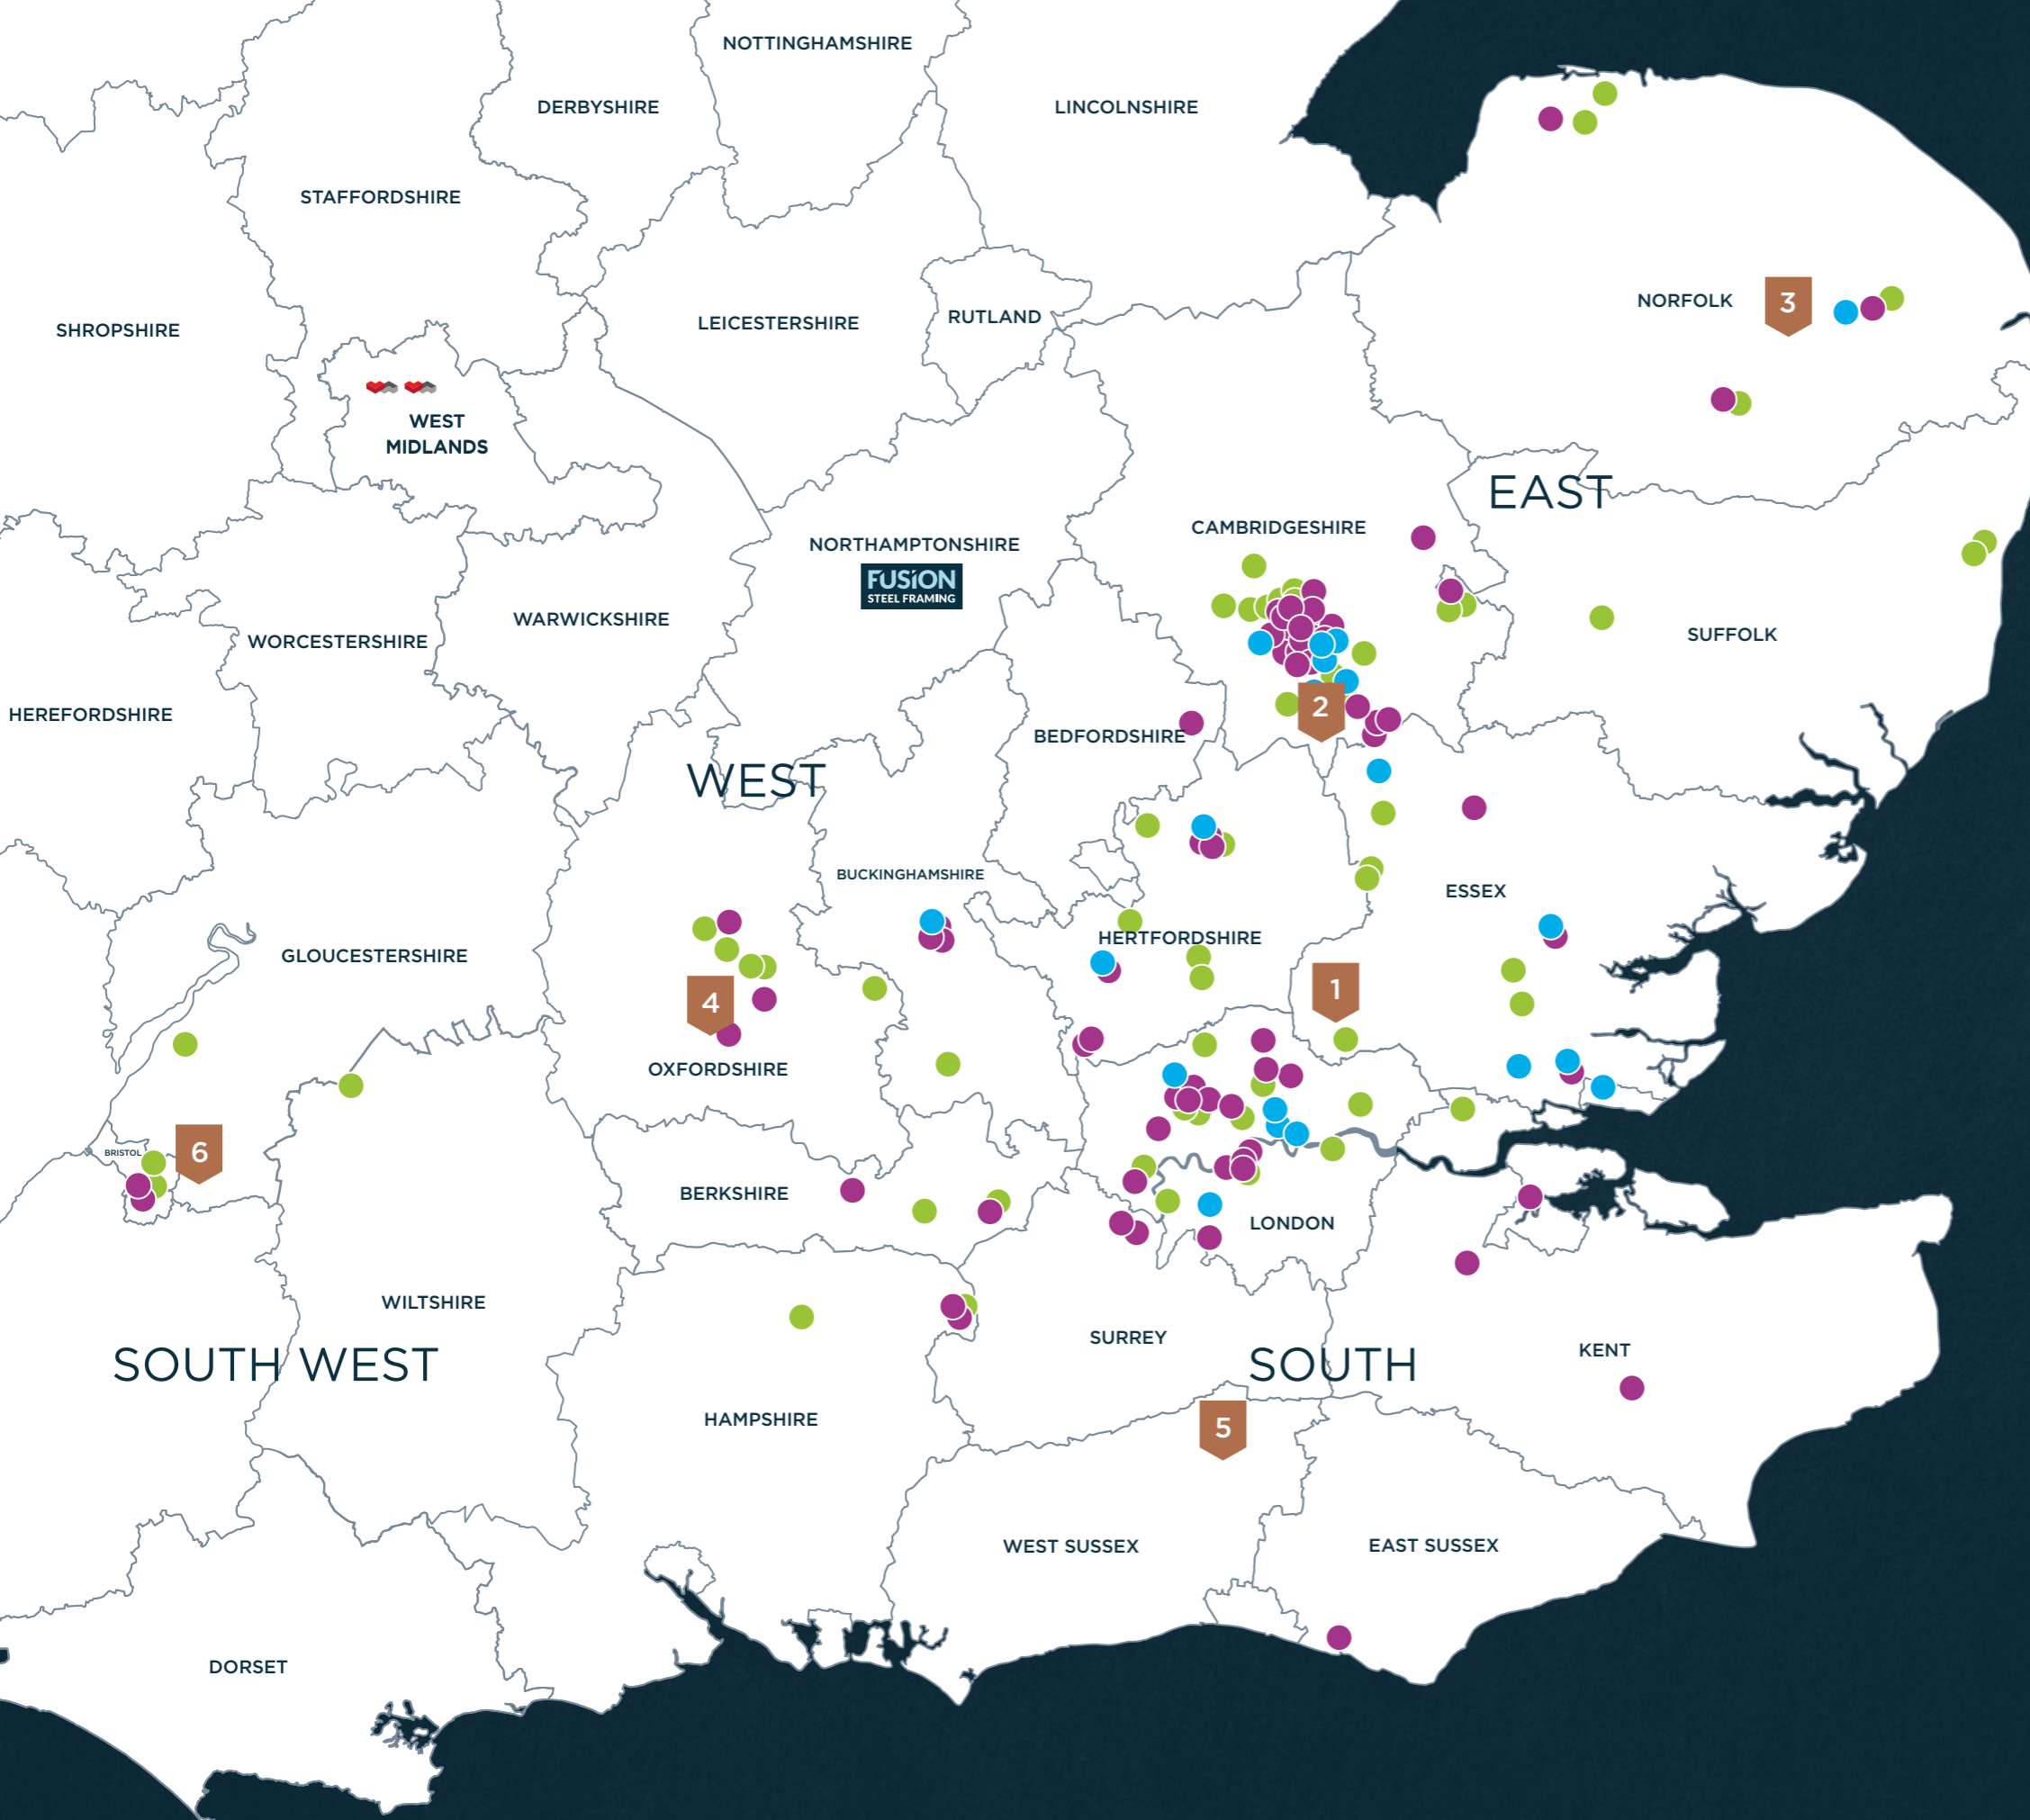 NOTTINGHAMSHIRE
DERBYSHIRE
LINCOLNSHIRE
STAFFORDSHIRE
NORFOLK
3
RUTLAND
LEICESTERSHIRE
SHROPSHIRE
WEST
MIDLANDS
EAST
CAMBRIDGESHIRE
NORTHAMPTONSHIRE
FUSION
STEEL FRAMING
WARWICKSHIRE
WORCESTERSHIRE
SUFFOLK
HEREFORDSHIRE
2
BEDFORDSHIRE
WEST
BUCKINGHAMSHIRE
ESSEX
HERTFORDSHIRE
GLOUCESTERSHIRE
1
4
OXFORDSHIRE
BRISTOL
6
BERKSHIRE
LONDON
WILTSHIRE
SURREY
KENT
SOUTH WEST
SOUTH
HAMPSHIRE
5
WEST SUSSEX
EAST SUSSEX
DORSET